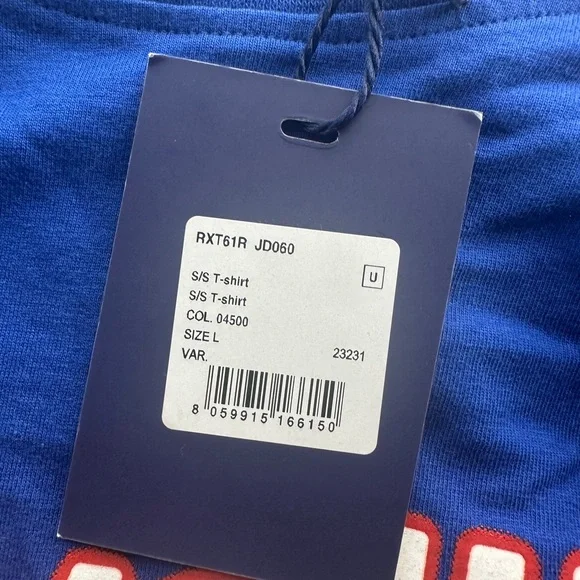 RXT61R JD060
U
S/S T-shirt
S/S T-shirt
COL. 04500
SIZE L
VAR. 23231
8 059915 166150